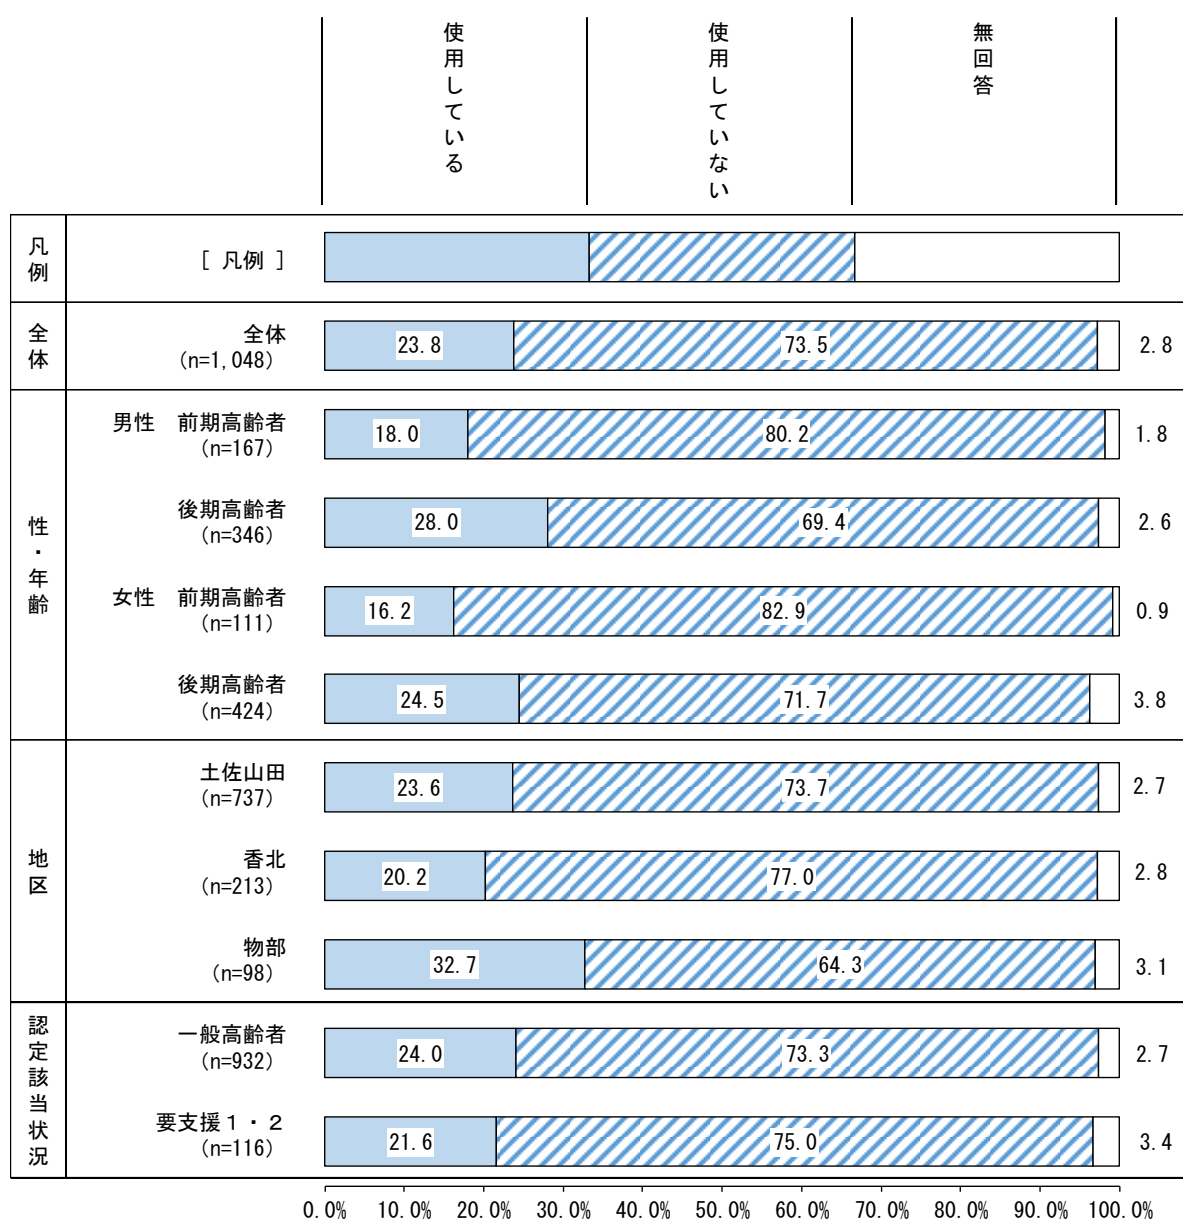 使用している
使用していない
無回答
凡例
[ 凡例 ]
全体
全体
(n=1,048)
23.8
73.5
2.8
性・年齢
男性 前期高齢者
(n=167)
18.0
80.2
1.8
後期高齢者
(n=346)
28.0
69.4
2.6
女性 前期高齢者
(n=111)
16.2
82.9
0.9
後期高齢者
(n=424)
24.5
71.7
3.8
地区
土佐山田
(n=737)
23.6
73.7
2.7
香北
(n=213)
20.2
77.0
2.8
物部
(n=98)
32.7
64.3
3.1
認定該当状況
一般高齢者
(n=932)
24.0
73.3
2.7
要支援1・2
(n=116)
21.6
75.0
3.4
0.0% 10.0% 20.0% 30.0% 40.0% 50.0% 60.0% 70.0% 80.0% 90.0% 100.0%